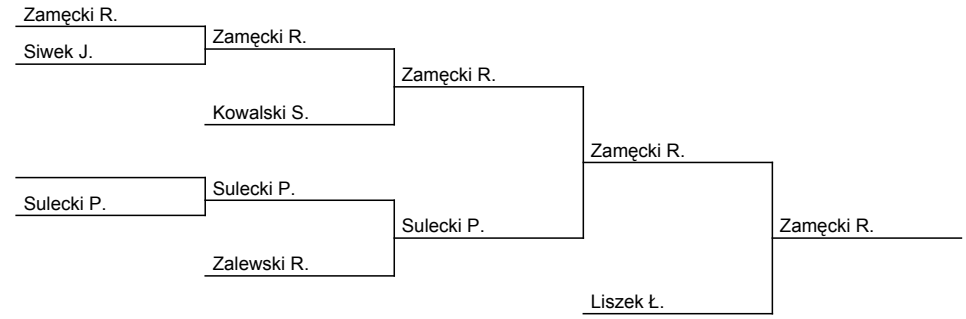 Zamęcki R.
Siwek J.
Zamęcki R.
Kowalski S.
Zamęcki R.
Sulecki P.
Sulecki P.
Zalewski R.
Sulecki P.
Zamęcki R.
Liszek Ł.
Zamęcki R.